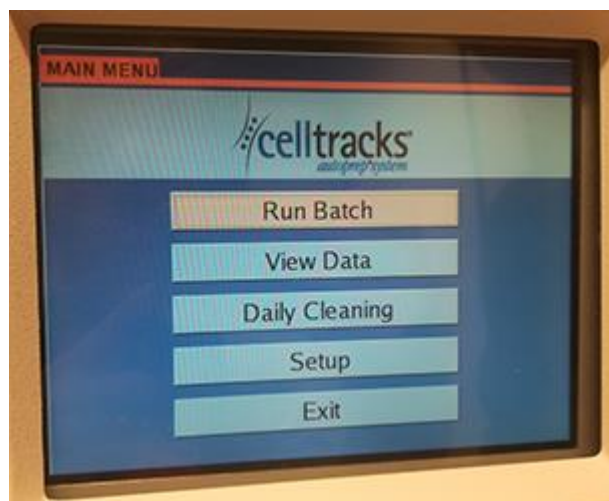 MAIN MENU
celltracks®
autoprep® system
Run Batch
View Data
Daily Cleaning
Setup
Exit